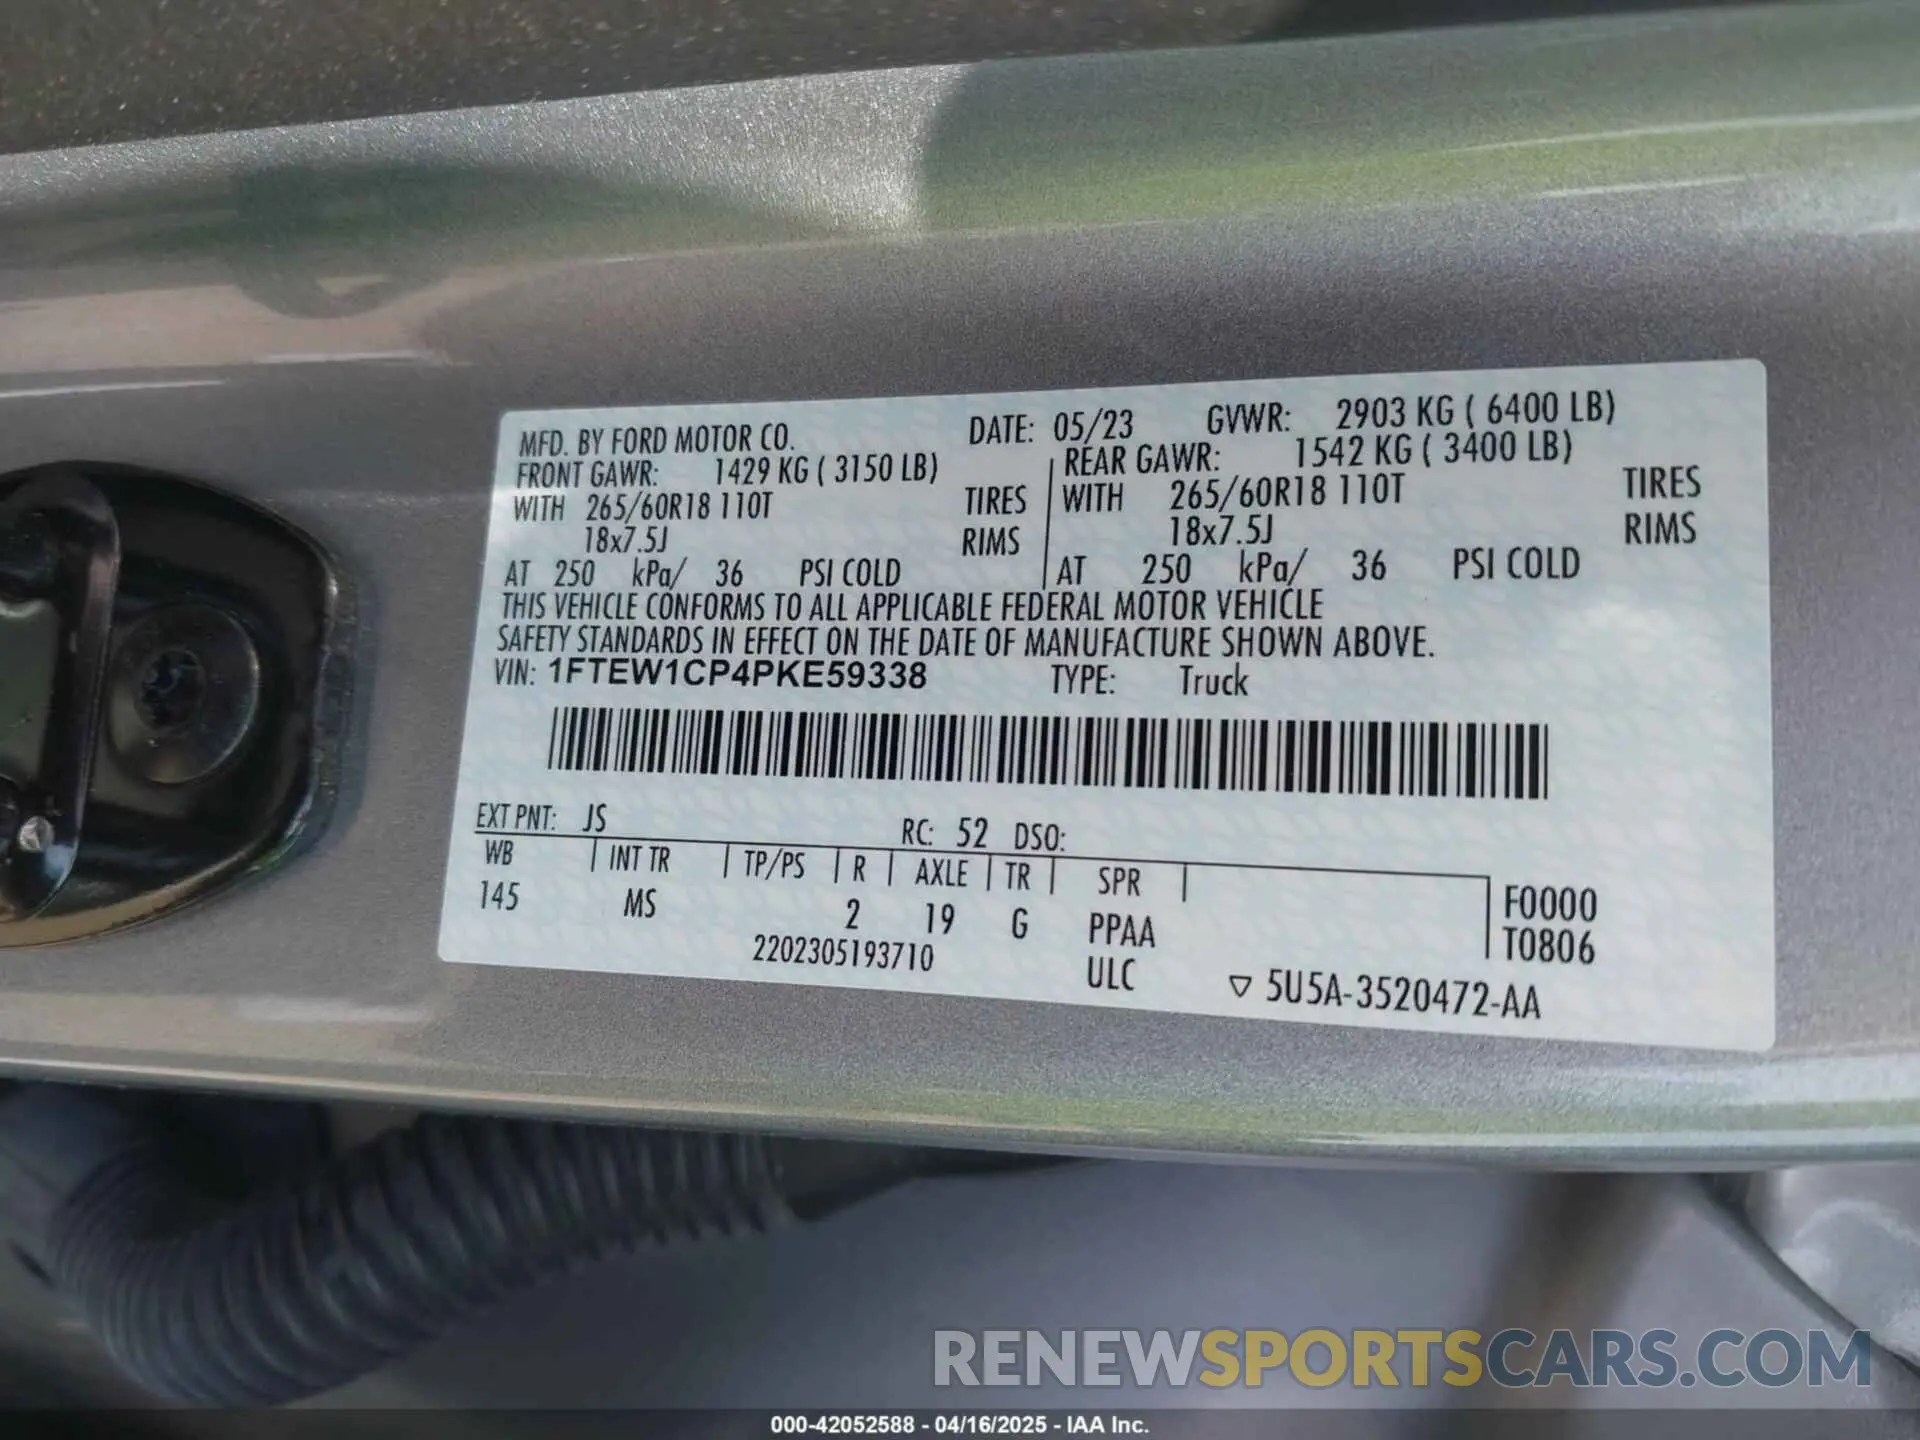 MFD. BY FORD MOTOR CO. DATE: 05/23 GVWR: 2903 KG ( 6400 LB)
FRONT GAWR: 1429 KG ( 3150 LB) REAR GAWR: 1542 KG ( 3400 LB)
WITH 265/60R18 110T TIRES WITH 265/60R18 110T TIRES
18x7.5J RIMS 18x7.5J RIMS
AT 250 kPa/ 36 PSI COLD AT 250 kPa/ 36 PSI COLD
THIS VEHICLE CONFORMS TO ALL APPLICABLE FEDERAL MOTOR VEHICLE
SAFETY STANDARDS IN EFFECT ON THE DATE OF MANUFACTURE SHOWN ABOVE.
VIN: 1FTEW1CP4PKE59338 TYPE: Truck
EXT PNT: JS RC: 52 DSO:
WB INT TR TP/PS R AXLE TR SPR
145 MS 2 19 G PPAA F0000
2202305193710 ULC T0806
▽ 5U5A-3520472-AA
RENEWSPORTSCARS.COM
000-42052588 - 04/16/2025 - IAA Inc.